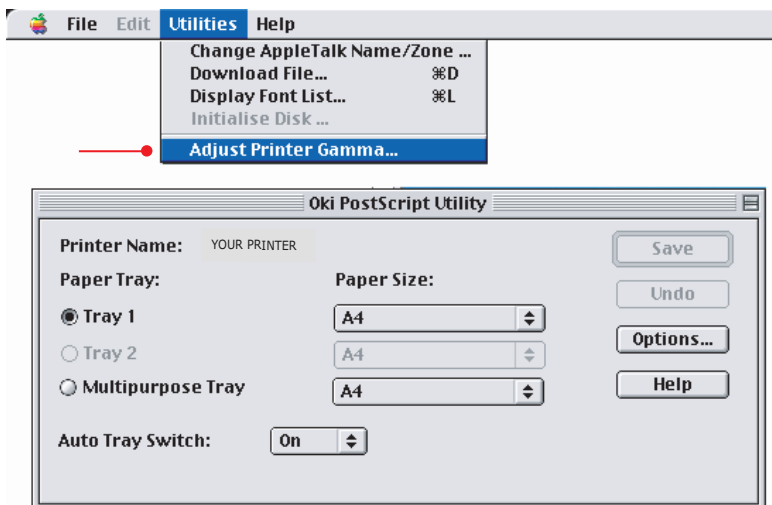 File Edit Utilities Help
Change AppleTalk Name/Zone ...
Download File... ⌘D
Display Font List... ⌘L
Initialise Disk ...
Adjust Printer Gamma...
Oki PostScript Utility
Printer Name: YOUR PRINTER
Save
Paper Tray: Paper Size:
Undo
Tray 1 A4
Options...
Tray 2 A4
Multipurpose Tray A4
Help
Auto Tray Switch: On